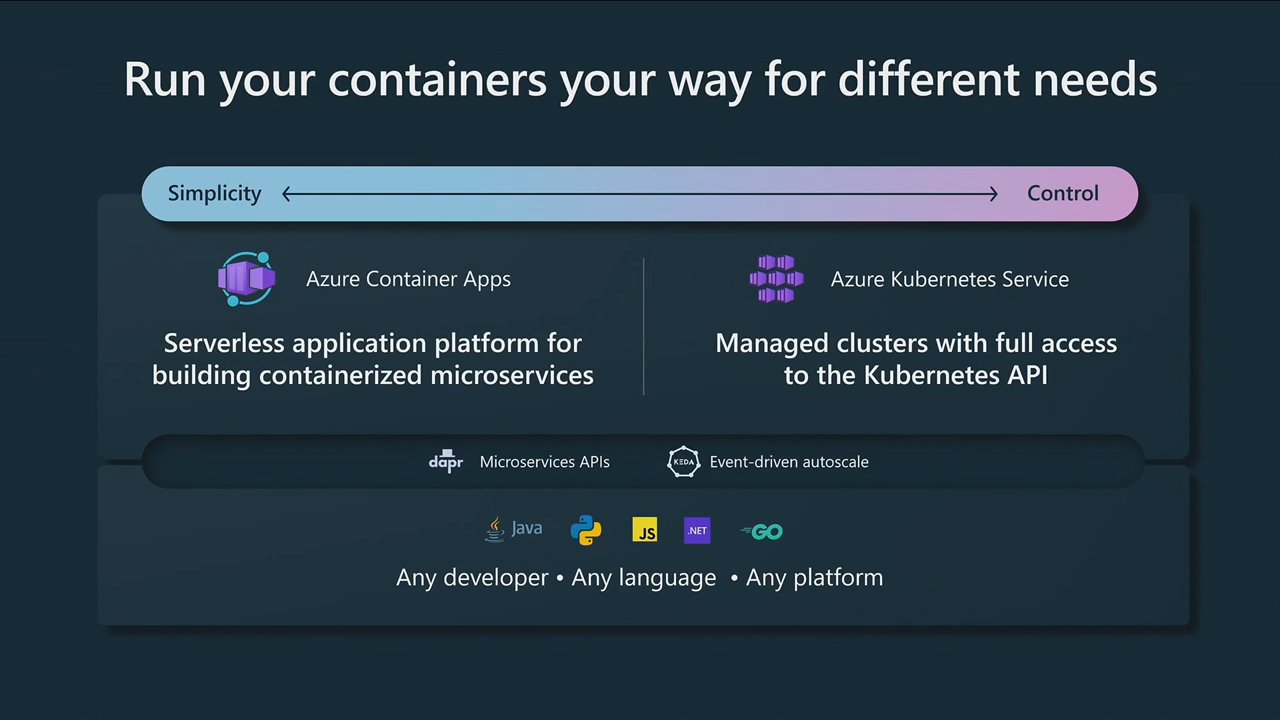 Run your containers your way for different needs
Simplicity
Control
Azure Container Apps
Serverless application platform for
building containerized microservices
Azure Kubernetes Service
Managed clusters with full access
to the Kubernetes API
dapr Microservices APIs
KEDA Event-driven autoscale
Java JS .NET GO
Any developer • Any language • Any platform